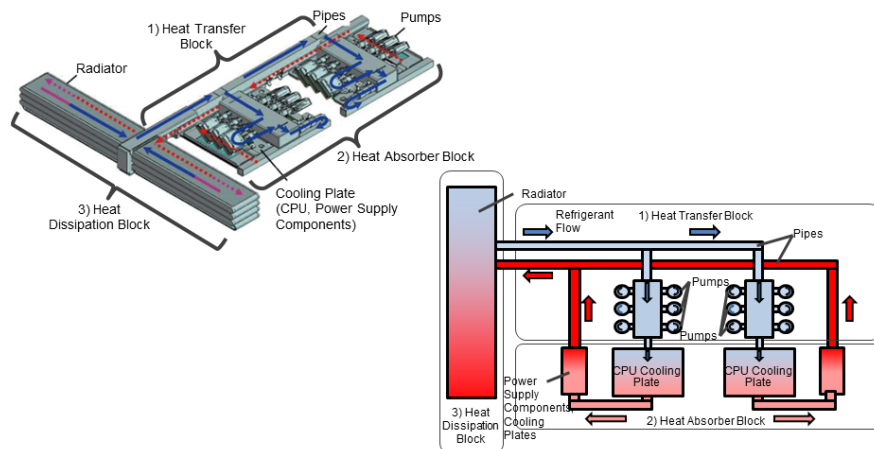 Pipes
Pumps
1) Heat Transfer
Block
Radiator
2) Heat Absorber Block
Cooling Plate
(CPU, Power Supply
Components)
3) Heat
Dissipation Block
Radiator
Refrigerant
Flow
1) Heat Transfer Block
Pipes
Pumps
Pumps
CPU Cooling
Plate
CPU Cooling
Plate
Power
Supply
Components,
Cooling
Plates
3) Heat
Dissipation
Block
2) Heat Absorber Block